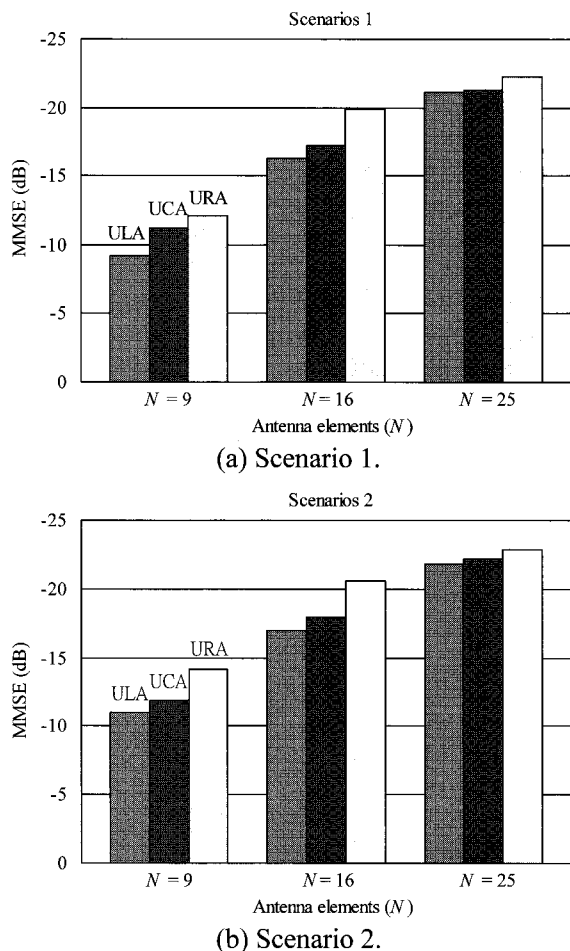 Scenarios 1
-25
-20
-15
-10
-5
0
MMSE (dB)
ULA
UCA
URA
N = 9
N = 16
N = 25
Antenna elements (N)
(a) Scenario 1.
Scenarios 2
-25
-20
-15
-10
-5
0
MMSE (dB)
ULA
UCA
URA
N = 9
N = 16
N = 25
Antenna elements (N)
(b) Scenario 2.